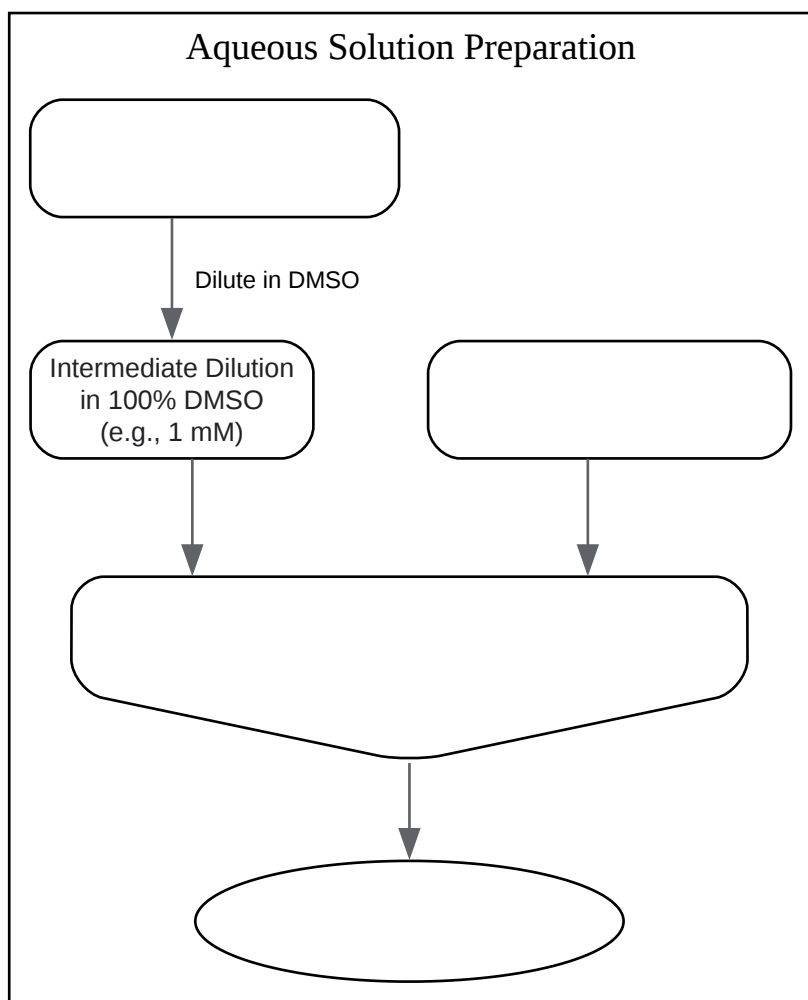 Aqueous Solution Preparation
Dilute in DMSO
Intermediate Dilution
in 100% DMSO
(e.g., 1 mM)